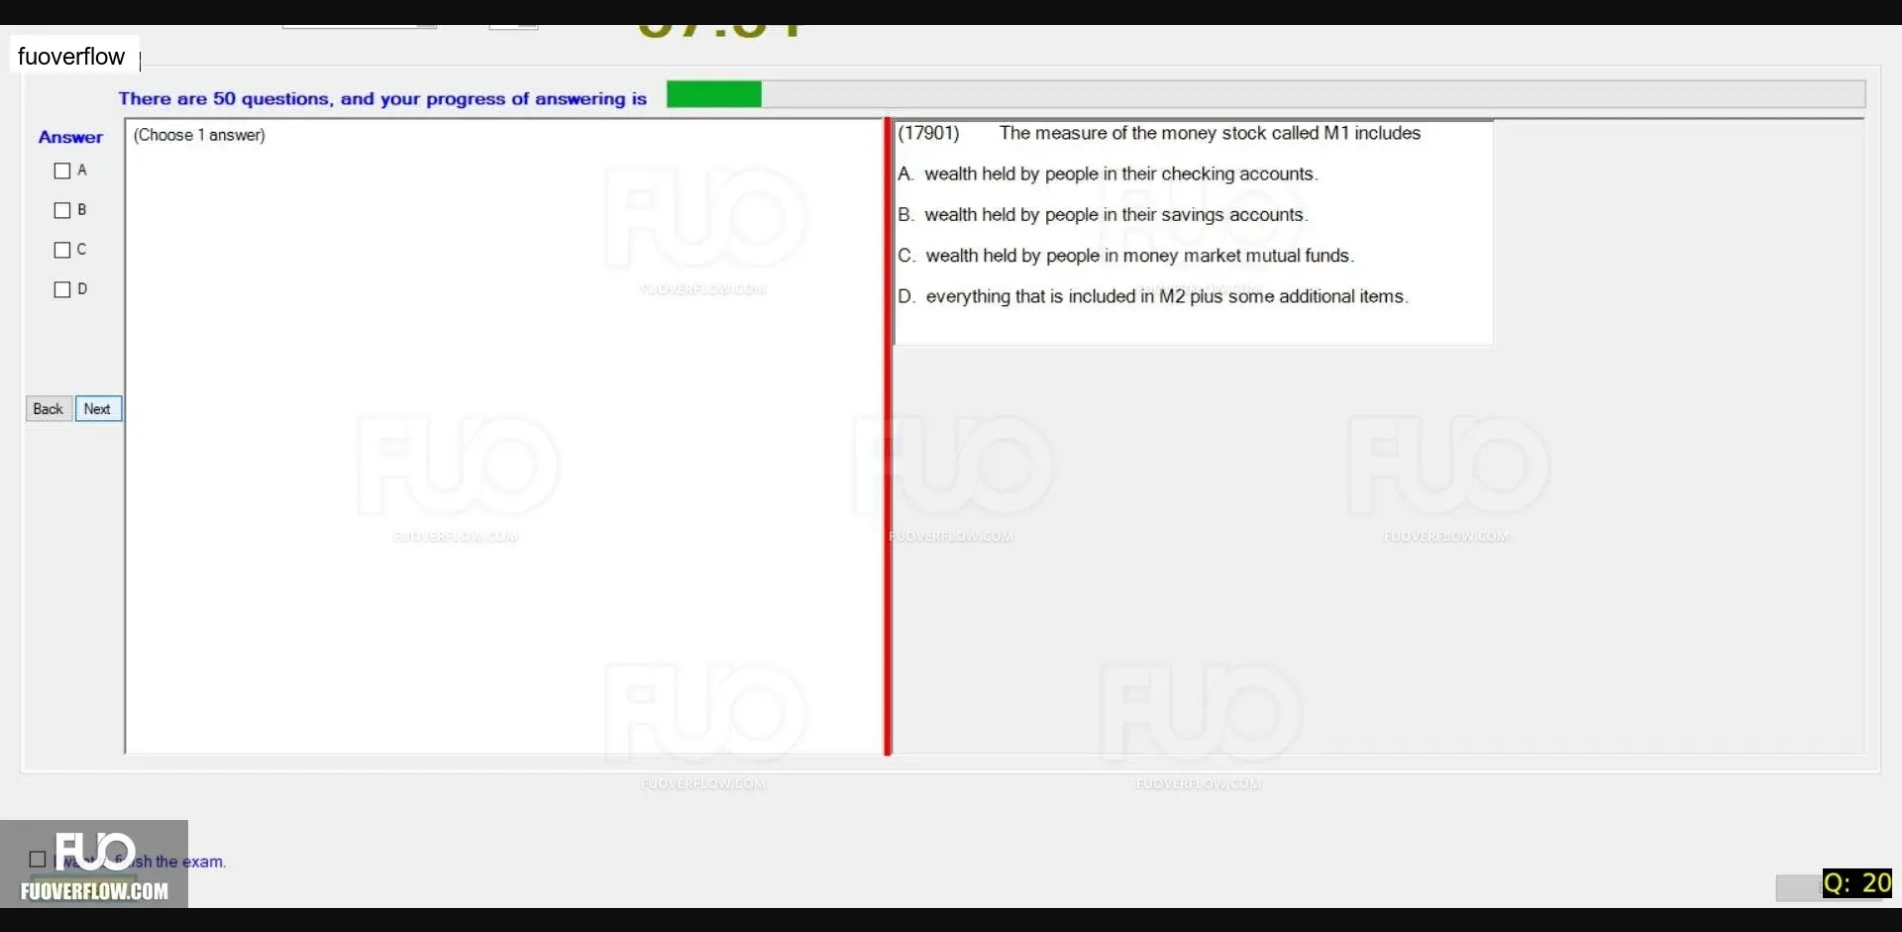 fuoverflow
There are 50 questions, and your progress of answering is
Answer
(Choose 1 answer)
A
B
C
D
Back Next
(17901) The measure of the money stock called M1 includes
A. wealth held by people in their checking accounts.
B. wealth held by people in their savings accounts.
C. wealth held by people in money market mutual funds.
D. everything that is included in M2 plus some additional items.
FUO
FUOVERFLOW.COM
FUO
FUOVERFLOW.COM
FUO
FUOVERFLOW.COM
FUO
FUOVERFLOW.COM
FUO
FUOVERFLOW.COM
FUO
FUOVERFLOW.COM
FUO
FUOVERFLOW.COM
the exam.
FUO
FUOVERFLOW.COM
Q: 20